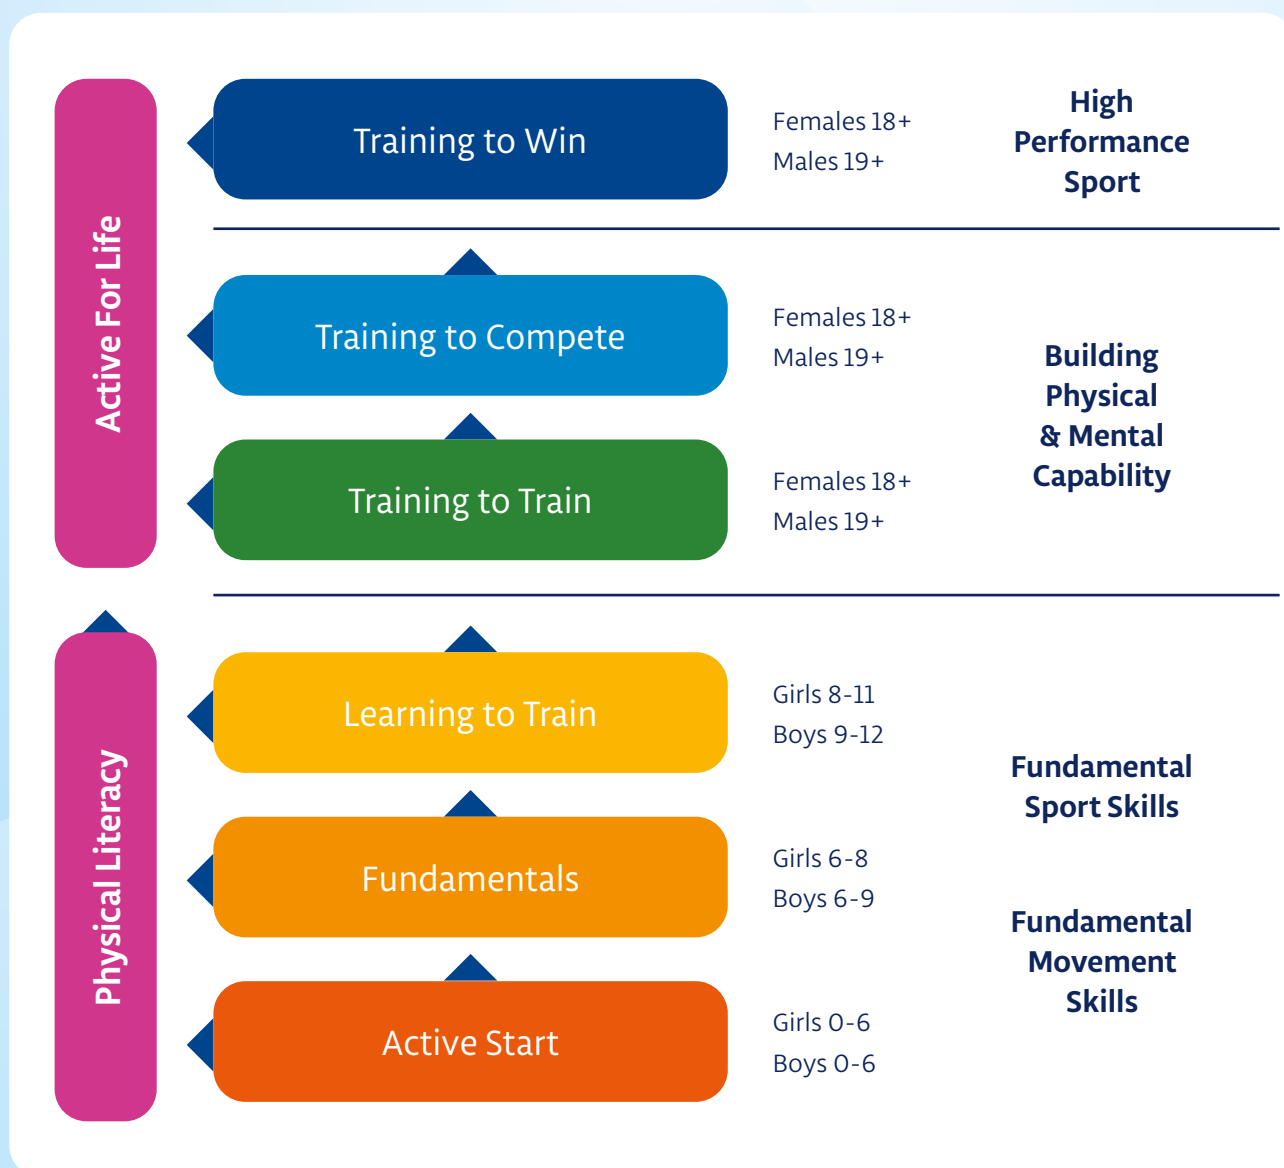 Active For Life
Training to Win
Females 18+
Males 19+
High
Performance
Sport
Training to Compete
Females 18+
Males 19+
Building
Physical
& Mental
Capability
Training to Train
Females 18+
Males 19+
Physical Literacy
Learning to Train
Girls 8-11
Boys 9-12
Fundamental
Sport Skills
Fundamentals
Girls 6-8
Boys 6-9
Fundamental
Movement
Skills
Active Start
Girls 0-6
Boys 0-6